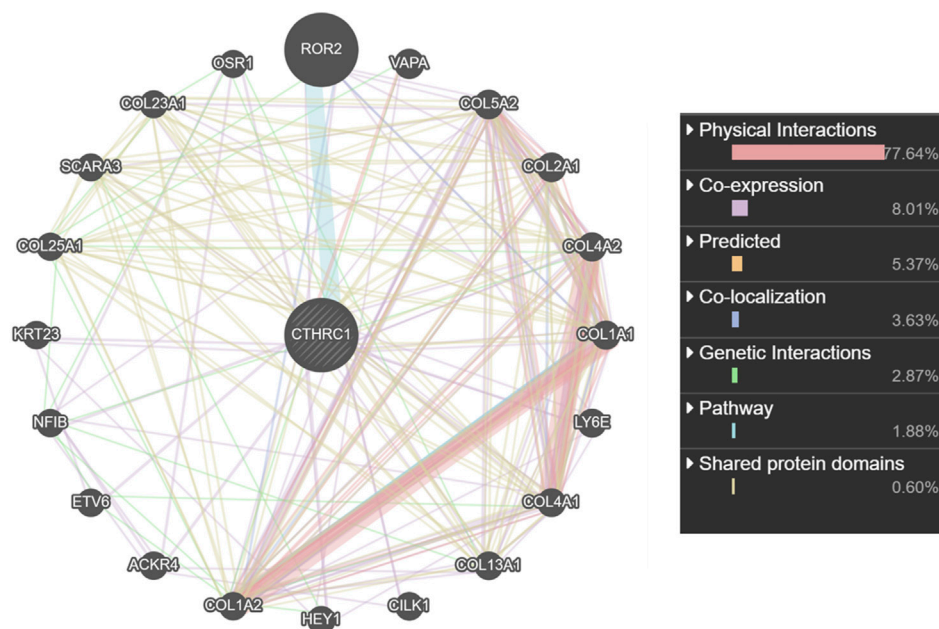 ROR2
OSR1
VAPA
COL23A1
COL5A2
SCARA3
COL2A1
COL25A1
COL4A2
KRT23
CTHRC1
COL1A1
NFIB
LY6E
ETV6
COL4A1
ACKR4
COL13A1
COL1A2
HEY1
CILK1
Physical Interactions
77.64%
Co-expression
8.01%
Predicted
5.37%
Co-localization
3.63%
Genetic Interactions
2.87%
Pathway
1.88%
Shared protein domains
0.60%